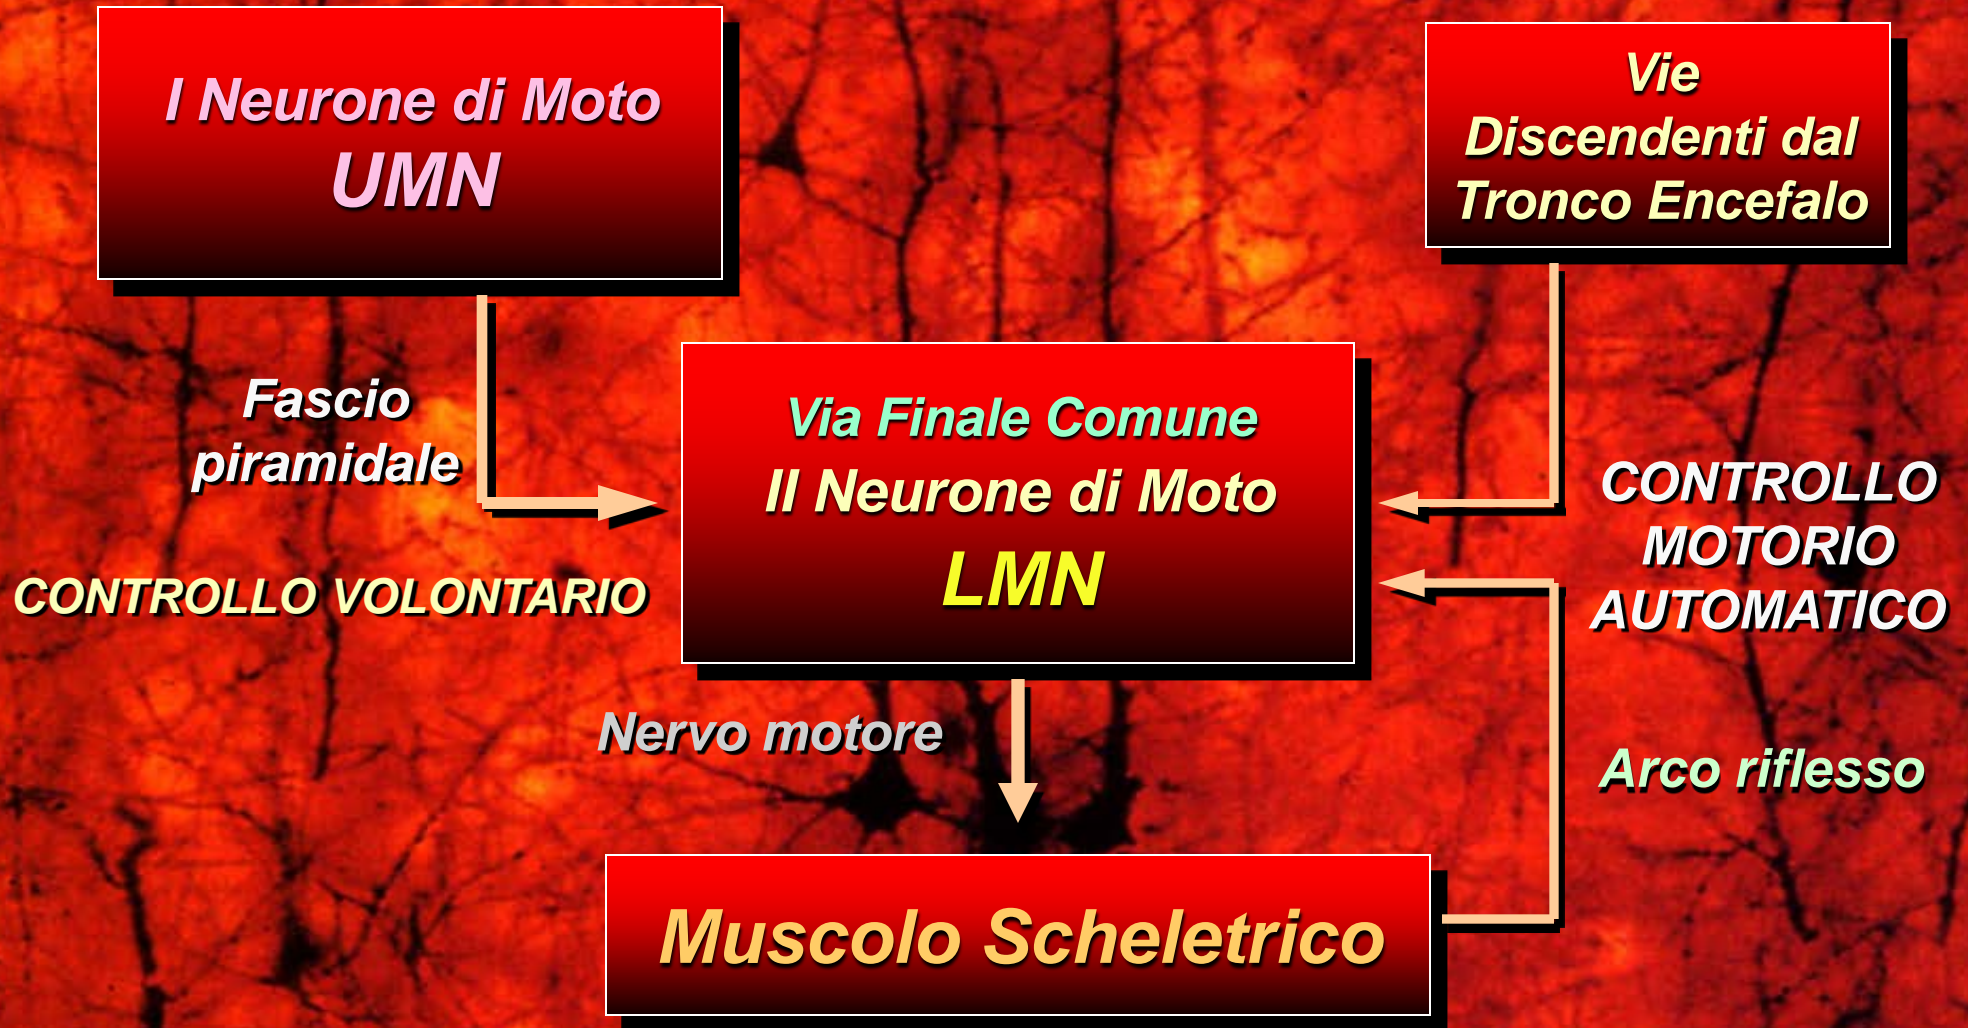 I Neurone di Moto
UMN
Vie
Discendenti dal
Tronco Encefalo
Fascio
piramidale
CONTROLLO VOLONTARIO
Via Finale Comune
II Neurone di Moto
LMN
CONTROLLO
MOTORIO
AUTOMATICO
Nervo motore
Arco riflesso
Muscolo Scheletrico